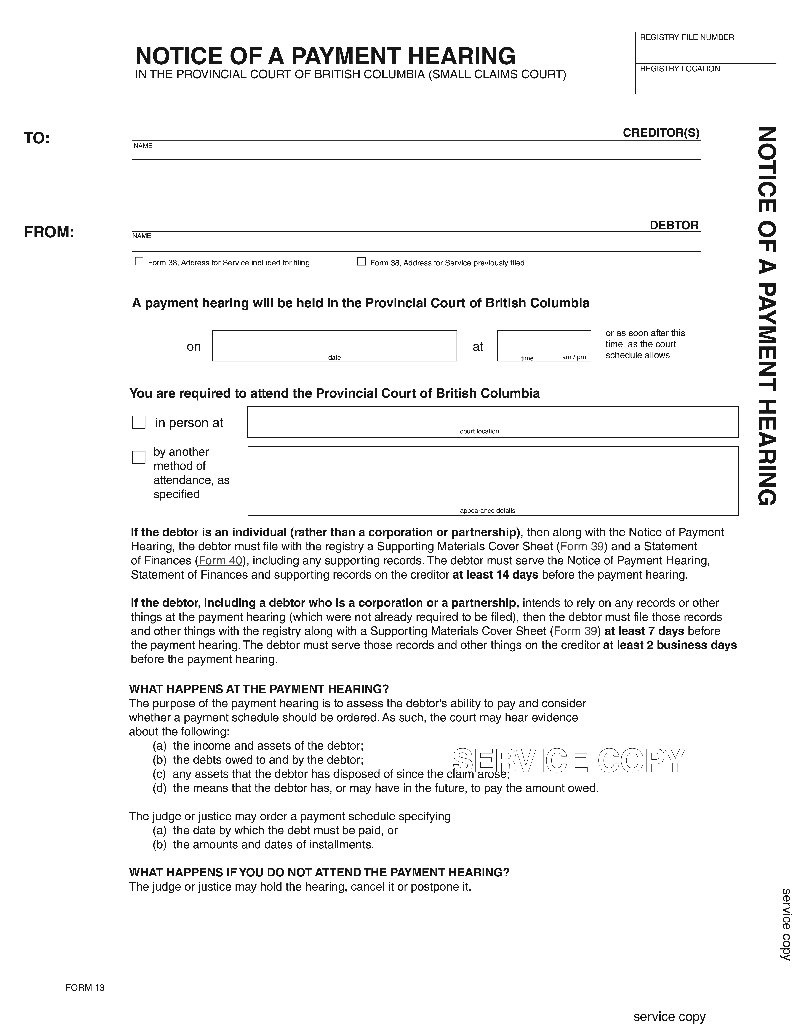 REGISTRY FILE NUMBER
NOTICE OF A PAYMENT HEARING
IN THE PROVINCIAL COURT OF BRITISH COLUMBIA (SMALL CLAIMS COURT)
REGISTRY LOCATION
TO:
CREDITOR(S)
NAME
FROM:
DEBTOR
NAME
Form 38, Address for Service included for filing
Form 38, Address for Service previously filed
A payment hearing will be held in the Provincial Court of British Columbia
on
date
at
time am / pm
or as soon after this
time as the court
schedule allows
You are required to attend the Provincial Court of British Columbia
in person at
court location
by another
method of
attendance, as
specified
appearance details
If the debtor is an individual (rather than a corporation or partnership), then along with the Notice of Payment
Hearing, the debtor must file with the registry a Supporting Materials Cover Sheet (Form 39) and a Statement
of Finances (Form 40), including any supporting records. The debtor must serve the Notice of Payment Hearing,
Statement of Finances and supporting records on the creditor at least 14 days before the payment hearing.
If the debtor, including a debtor who is a corporation or a partnership, intends to rely on any records or other
things at the payment hearing (which were not already required to be filed), then the debtor must file those records
and other things with the registry along with a Supporting Materials Cover Sheet (Form 39) at least 7 days before
the payment hearing. The debtor must serve those records and other things on the creditor at least 2 business days
before the payment hearing.
WHAT HAPPENS AT THE PAYMENT HEARING?
The purpose of the payment hearing is to assess the debtor's ability to pay and consider
whether a payment schedule should be ordered. As such, the court may hear evidence
about the following:
(a) the income and assets of the debtor;
(b) the debts owed to and by the debtor;
(c) any assets that the debtor has disposed of since the claim arose;
(d) the means that the debtor has, or may have in the future, to pay the amount owed.
SERVICE COPY
The judge or justice may order a payment schedule specifying
(a) the date by which the debt must be paid, or
(b) the amounts and dates of installments.
WHAT HAPPENS IF YOU DO NOT ATTEND THE PAYMENT HEARING?
The judge or justice may hold the hearing, cancel it or postpone it.
NOTICE OF A PAYMENT HEARING
service copy
FORM 13
service copy